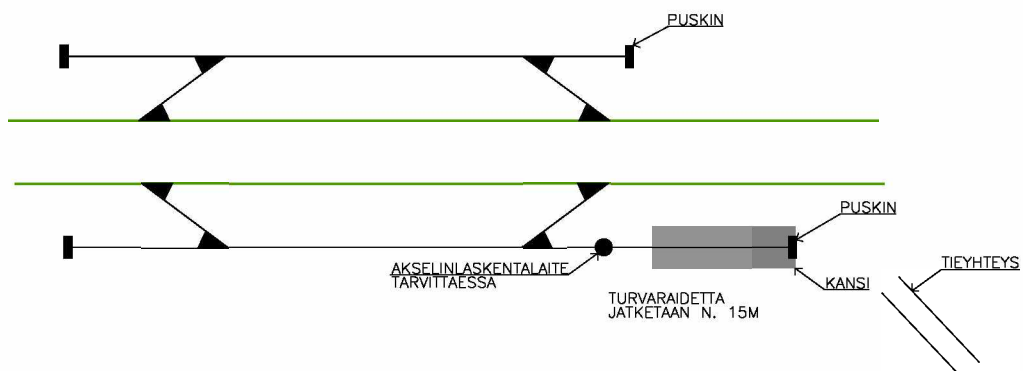 PUSKIN
PUSKIN
TIEYHTEYS
AKSELINLASKENTALAITE
TARVITTAESSA
KANSI
TURVARAIDETTA
JATKETAAN N. 15M